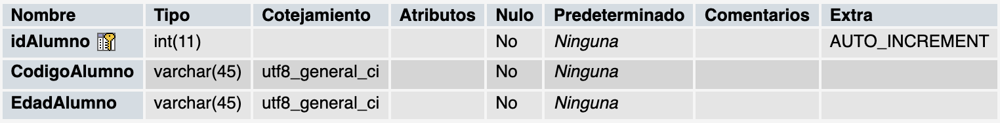 Nombre Tipo Cotejamiento Atributos Nulo Predeterminado Comentarios Extra
idAlumno int(11) No Ninguna AUTO_INCREMENT
CodigoAlumno varchar(45) utf8_general_ci No Ninguna
EdadAlumno varchar(45) utf8_general_ci No Ninguna